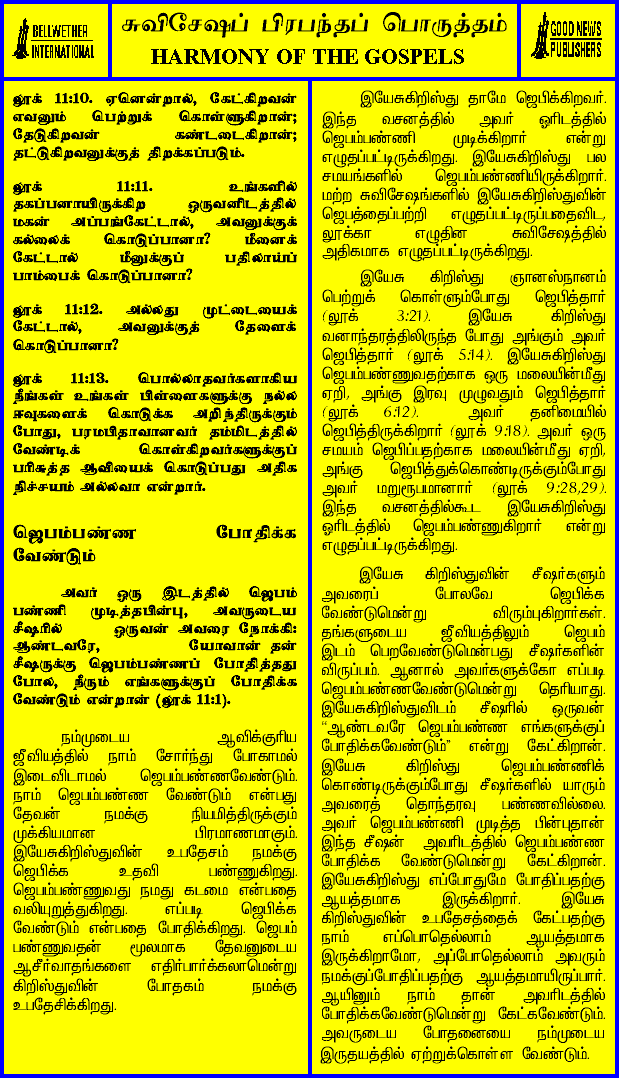 BELLWETHER
INTERNATIONAL
சுவிசேஷப் பிரபந்தப் பொருத்தம்
HARMONY OF THE GOSPELS
GOOD NEWS
PUBLISHERS
லூக் 11:10. ஏனென்றால், கேட்கிறவன்
எவனும் பெற்றுக் கொள்ளுகிறான்;
தேடுகிறவன் கண்டடைகிறான்;
தட்டுகிறவனுக்குத் திறக்கப்படும்.
லூக் 11:11. உங்களில்
தகப்பனாயிருக்கிற ஒருவனிடத்தில்
மகன் அப்பங்கேட்டால், அவனுக்குக்
கல்லைக் கொடுப்பானா? மீனைக்
கேட்டால் மீனுக்குப் பதிலாய்ப்
பாம்பைக் கொடுப்பானா?
லூக் 11:12. அல்லது முட்டையைக்
கேட்டால், அவனுக்குத் தேளைக்
கொடுப்பானா?
லூக் 11:13. பொல்லாதவர்களாகிய
நீங்கள் உங்கள் பிள்ளைகளுக்கு நல்ல
ஈவுகளைக் கொடுக்க அறிந்திருக்கும்
போது, பரமபிதாவானவர் தம்மிடத்தில்
வேண்டிக் கொள்கிறவர்களுக்குப்
பரிசுத்த ஆவியைக் கொடுப்பது அதிக
நிச்சயம் அல்லவா என்றார்.
ஜெபம்பண்ண போதிக்க
வேண்டும்
அவர் ஒரு இடத்தில் ஜெபம்
பண்ணி முடித்தபின்பு, அவருடைய
சீஷரில் ஒருவன் அவரை நோக்கி:
ஆண்டவரே, யோவான் தன்
சீஷருக்கு ஜெபம்பண்ணப் போதித்தது
போல, நீரும் எங்களுக்குப் போதிக்க
வேண்டும் என்றான் (லூக் 11:1).
நம்முடைய ஆவிக்குரிய
ஜீவியத்தில் நாம் சோர்ந்து போகாமல்
இடைவிடாமல் ஜெபம்பண்ணவேண்டும்.
நாம் ஜெபம்பண்ண வேண்டும் என்பது
தேவன் நமக்கு நியமித்திருக்கும்
முக்கியமான பிரமாணமாகும்.
இயேசுகிறிஸ்துவின் உபதேசம் நமக்கு
ஜெபிக்க உதவி பண்ணுகிறது.
ஜெபம்பண்ணுவது நமது கடமை என்பதை
வலியுறுத்துகிறது. எப்படி ஜெபிக்க
வேண்டும் என்பதை போதிக்கிறது. ஜெபம்
பண்ணுவதன் மூலமாக தேவனுடைய
ஆசீர்வாதங்களை எதிர்பார்க்கலாமென்று
கிறிஸ்துவின் போதகம் நமக்கு
உபதேசிக்கிறது.
இயேசுகிறிஸ்து தாமே ஜெபிக்கிறவர்.
இந்த வசனத்தில் அவர் ஓரிடத்தில்
ஜெபம்பண்ணி முடிக்கிறார் என்று
எழுதப்பட்டிருக்கிறது. இயேசுகிறிஸ்து பல
சமயங்களில் ஜெபம்பண்ணியிருக்கிறார்.
மற்ற சுவிசேஷங்களில் இயேசுகிறிஸ்துவின்
ஜெபத்தைப்பற்றி எழுதப்பட்டிருப்பதைவிட,
லூக்கா எழுதின சுவிசேஷத்தில்
அதிகமாக எழுதப்பட்டிருக்கிறது.
இயேசு கிறிஸ்து ஞானஸ்நானம்
பெற்றுக் கொள்ளும்போது ஜெபித்தார்
(லூக் 3:21). இயேசு கிறிஸ்து
வனாந்தரத்திலிருந்த போது அங்கும் அவர்
ஜெபித்தார் (லூக் 5:14). இயேசுகிறிஸ்து
ஜெபம்பண்ணுவதற்காக ஒரு மலையின்மீது
ஏறி, அங்கு இரவு முழுவதும் ஜெபித்தார்
(லூக் 6:12). அவர் தனிமையில்
ஜெபித்திருக்கிறார் (லூக் 9:18). அவர் ஒரு
சமயம் ஜெபிப்பதற்காக மலையின்மீது ஏறி,
அங்கு ஜெபித்துக்கொண்டிருக்கும்போது
அவர் மறுரூபமானார் (லூக் 9:28,29).
இந்த வசனத்தில்கூட இயேசுகிறிஸ்து
ஓரிடத்தில் ஜெபம்பண்ணுகிறார் என்று
எழுதப்பட்டிருக்கிறது.
இயேசு கிறிஸ்துவின் சீஷர்களும்
அவரைப் போலவே ஜெபிக்க
வேண்டுமென்று விரும்புகிறார்கள்.
தங்களுடைய ஜீவியத்திலும் ஜெபம்
இடம் பெறவேண்டுமென்பது சீஷர்களின்
விருப்பம். ஆனால் அவர்களுக்கோ எப்படி
ஜெபம்பண்ணவேண்டுமென்று தெரியாது.
இயேசுகிறிஸ்துவிடம் சீஷரில் ஒருவன்
"ஆண்டவரே ஜெபம்பண்ண எங்களுக்குப்
போதிக்கவேண்டும்" என்று கேட்கிறான்.
இயேசு கிறிஸ்து ஜெபம்பண்ணிக்
கொண்டிருக்கும்போது சீஷர்களில் யாரும்
அவரைத் தொந்தரவு பண்ணவில்லை.
அவர் ஜெபம்பண்ணி முடித்த பின்புதான்
இந்த சீஷன் அவரிடத்தில் ஜெபம்பண்ண
போதிக்க வேண்டுமென்று கேட்கிறான்.
இயேசுகிறிஸ்து எப்போதுமே போதிப்பதற்கு
ஆயத்தமாக இருக்கிறார். இயேசு
கிறிஸ்துவின் உபதேசத்தைக் கேட்பதற்கு
நாம் எப்பொதெல்லாம் ஆயத்தமாக
இருக்கிறாமோ, அப்போதெல்லாம் அவரும்
நமக்குப்போதிப்பதற்கு ஆயத்தமாயிருப்பார்.
ஆயினும் நாம் தான் அவரிடத்தில்
போதிக்கவேண்டுமென்று கேட்கவேண்டும்.
அவருடைய போதனையை நம்முடைய
இருதயத்தில் ஏற்றுக்கொள்ள வேண்டும்.